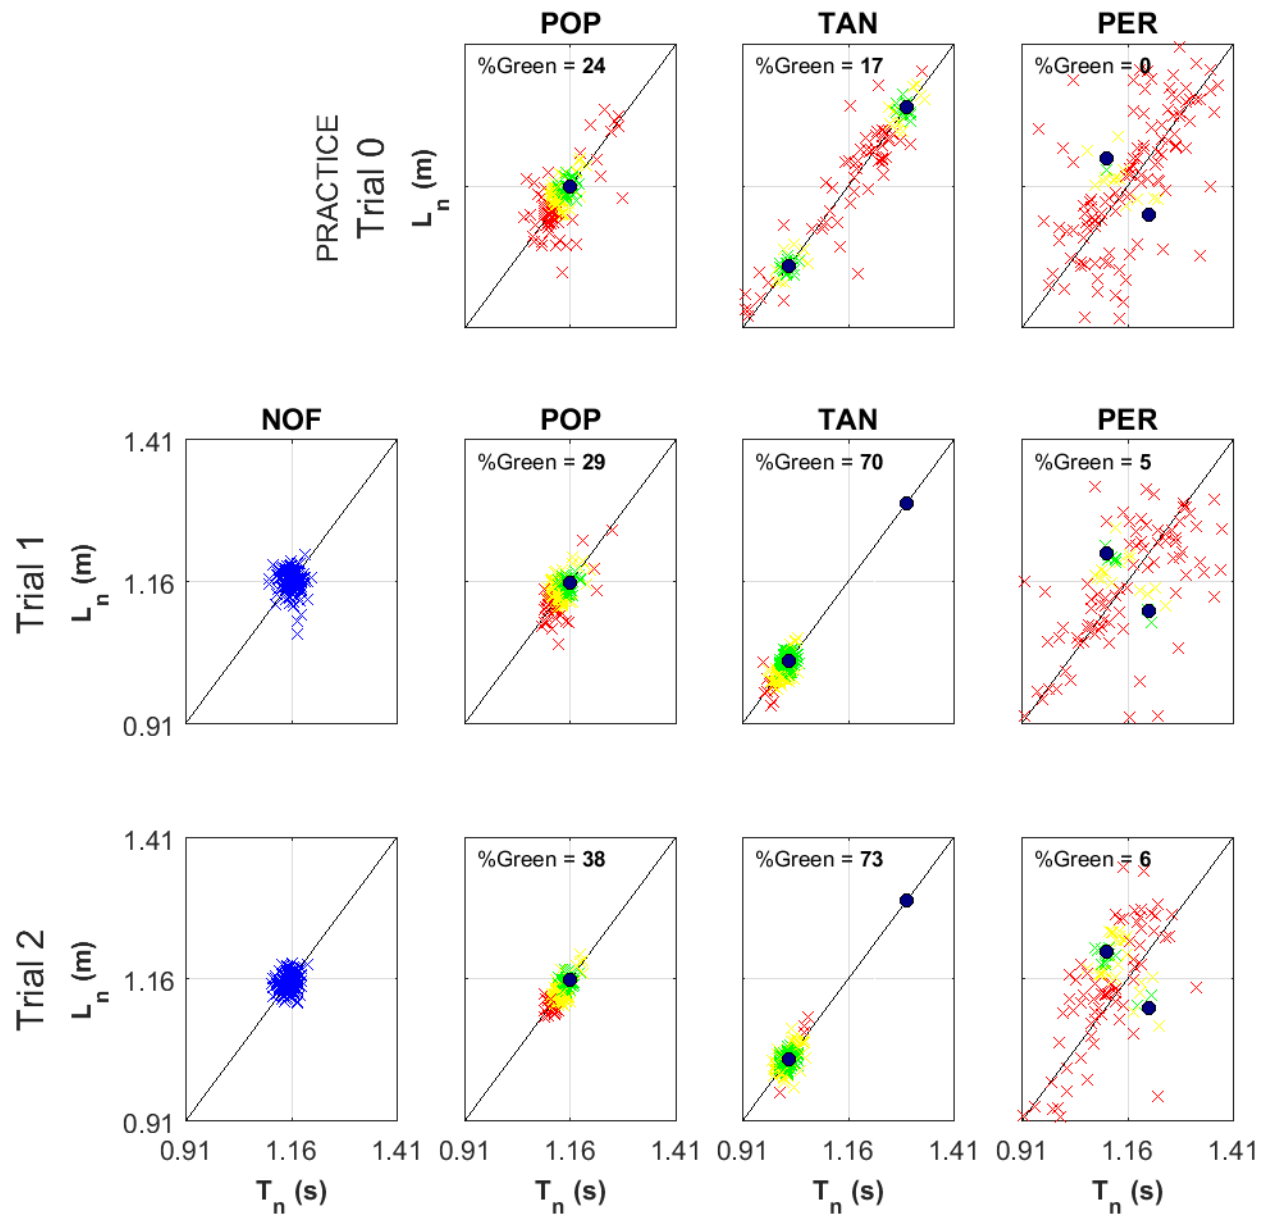 POP TAN PER
%Green = 24 %Green = 17 %Green = 0
PRACTICE
Trial 0
L_n (m)
NOF POP TAN PER
1.41
%Green = 29 %Green = 70 %Green = 5
Trial 1
L_n (m)
1.16
0.91
1.41
%Green = 38 %Green = 73 %Green = 6
Trial 2
L_n (m)
1.16
0.91
0.91 1.16 1.41 0.91 1.16 1.41 0.91 1.16 1.41 0.91 1.16 1.41
T_n (s) T_n (s) T_n (s) T_n (s)